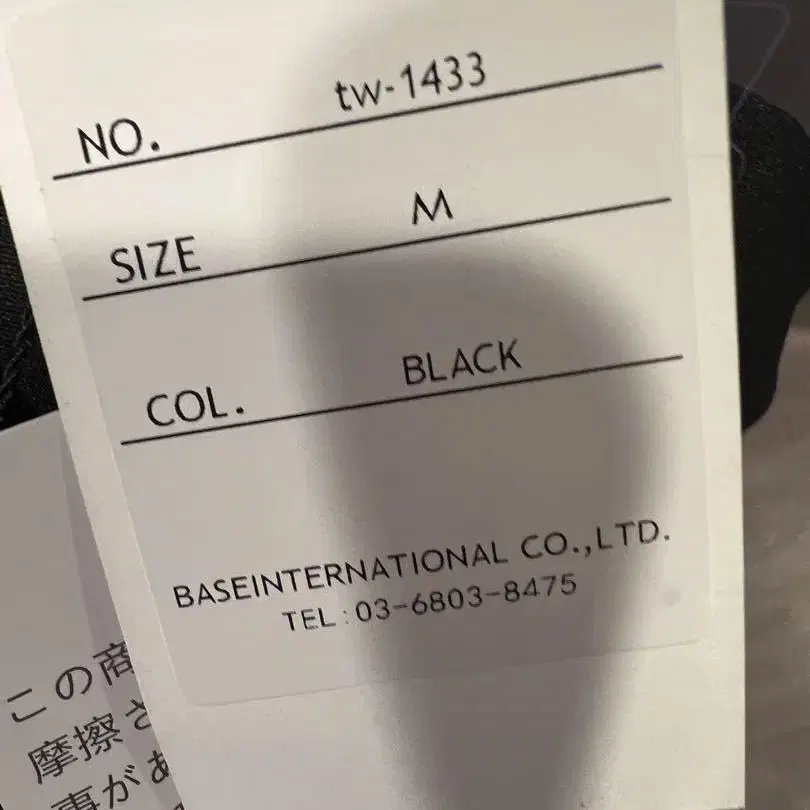 NO. tw-1433
SIZE M
COL. BLACK
BASEINTERNATIONAL CO.,LTD.
TEL:03-6803-8475
この商
摩擦さ
事があ